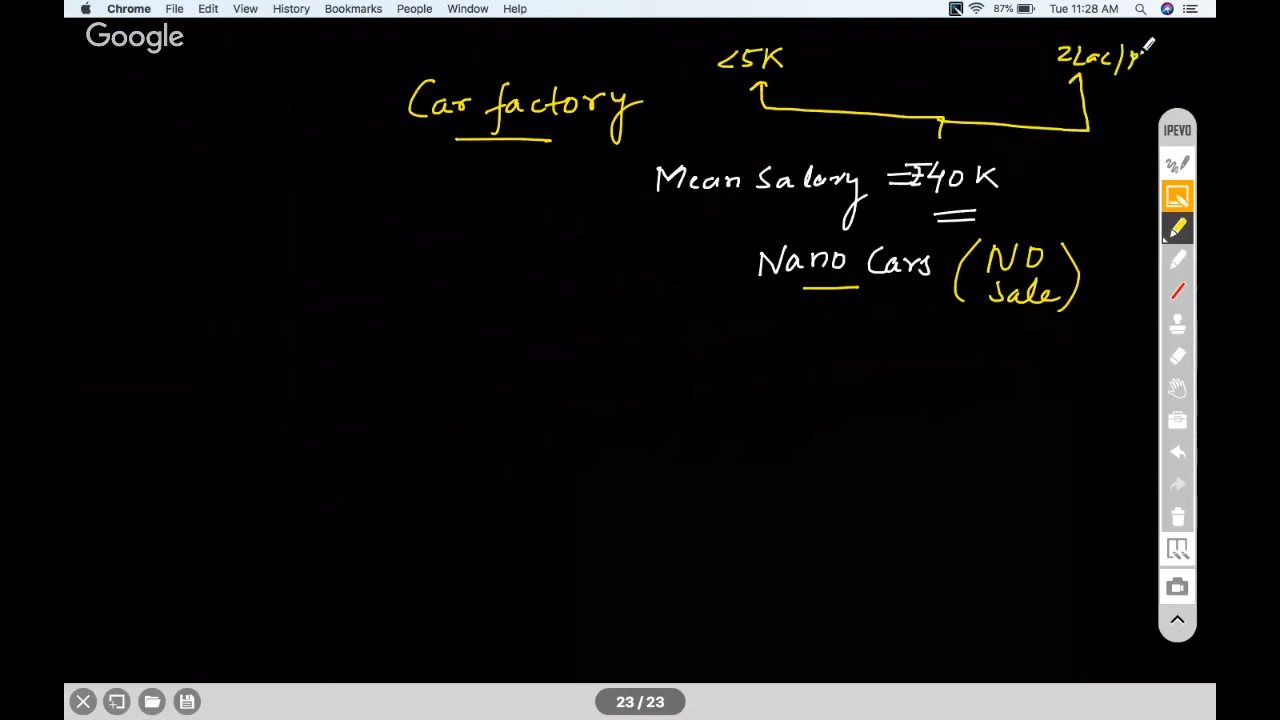 Chrome File Edit View History Bookmarks People Window Help 87% Tue 11:28 AM
Google
<5K 2Lac/
Car factory
IPEVO
Mean Salary = ₹40 K
Nano Cars (NO Sale)
23 / 23